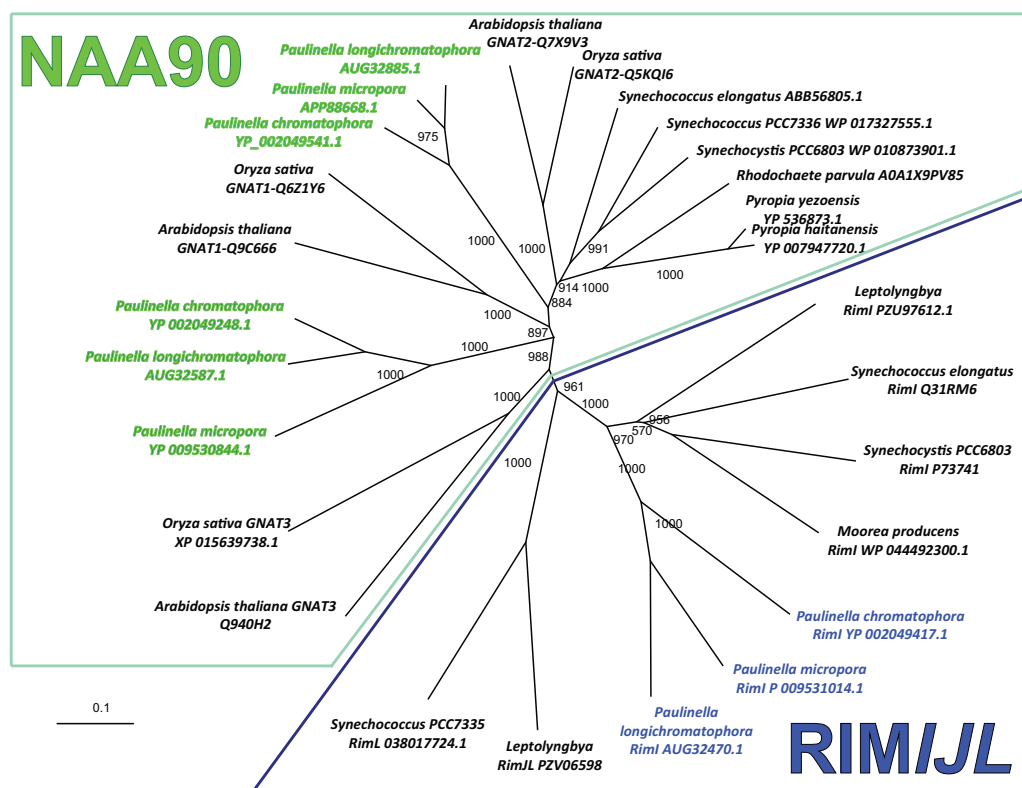 NAA90
Arabidopsis thaliana
GNAT2-Q7X9V3
Paulinella longichromatophora
AUG32885.1
Oryza sativa
GNAT2-Q5KQI6
Paulinella micropora
APP88668.1
Synechococcus elongatus ABB56805.1
Paulinella chromatophora
YP_002049541.1
975
Synechococcus PCC7336 WP 017327555.1
Synechocystis PCC6803 WP 010873901.1
Oryza sativa
GNAT1-Q6Z1Y6
Rhodochaete parvula A0A1X9PV85
Pyropia yezoensis
YP 536873.1
Pyropia haitanensis
YP 007947720.1
Arabidopsis thaliana
GNAT1-Q9C666
1000
1000
991
1000
914
1000
884
Paulinella chromatophora
YP 002049248.1
1000
897
Leptolyngbya
RimI PZU97612.1
Paulinella longichromatophora
AUG32587.1
1000
1000
988
961
Synechococcus elongatus
RimI Q31RM6
1000
1000
956
570
970
Paulinella micropora
YP 009530844.1
Synechocystis PCC6803
RimI P73741
1000
1000
Oryza sativa GNAT3
XP 015639738.1
1000
Moorea producens
RimI WP 044492300.1
Arabidopsis thaliana GNAT3
Q940H2
Paulinella chromatophora
RimI YP 002049417.1
Paulinella micropora
RimI P 009531014.1
0.1
Synechococcus PCC7335
RimL 038017724.1
Leptolyngbya
RimJL PZV06598
Paulinella
longichromatophora
RimI AUG32470.1
RIMIJL